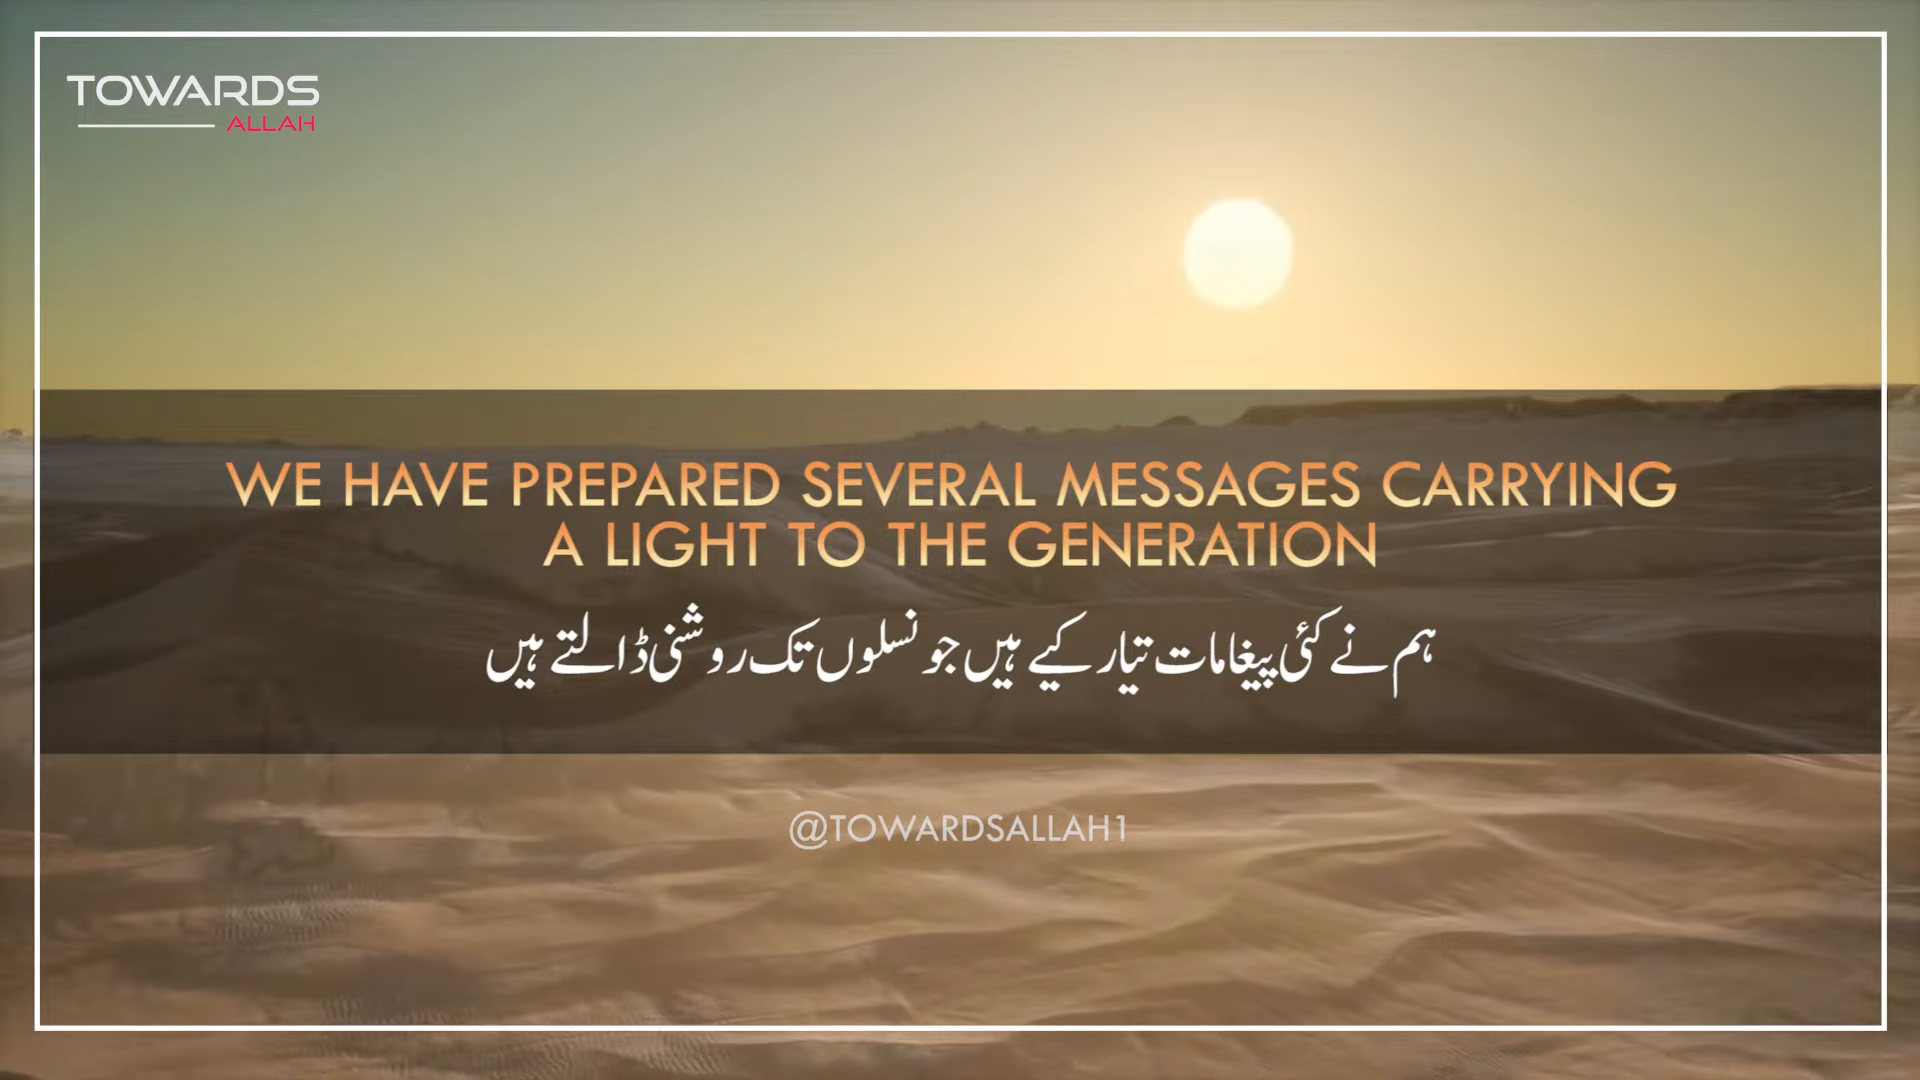 TOWARDS
ALLAH
WE HAVE PREPARED SEVERAL MESSAGES CARRYING
A LIGHT TO THE GENERATION
ہم نے کئی پیغامات تیار کیے ہیں جو نسلوں تک روشنی ڈالتے ہیں
@TOWARDSALLAH1